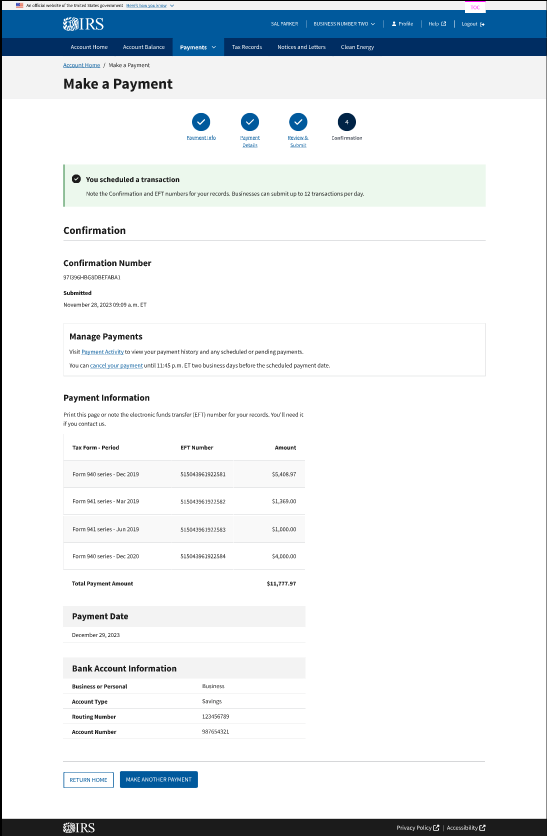 An official website of the United States government Here's how you know
IRS
SAL PARKER
BUSINESS NUMBER TWO
Profile
Help
Logout
Account Home
Account Balance
Payments
Tax Records
Notices and Letters
Clean Energy
Account Home / Make a Payment
Make a Payment
Payment Info
Payment
Details
Review &
Submit
4
Confirmation
You scheduled a transaction
Note the Confirmation and EFT numbers for your records. Businesses can submit up to 12 transactions per day.
Confirmation
Confirmation Number
Submitted
November 28, 2023 09:09 a.m. ET
Manage Payments
Visit Payment Activity to view your payment history and any scheduled or pending payments.
You can cancel your payment until 11:45 p.m. ET two business days before the scheduled payment date.
Payment Information
Print this page or note the electronic funds transfer (EFT) number for your records. You'll need it
if you contact us.
Tax Form - Period EFT Number Amount
Form 940 series - Dec 2019 515043961922581 $5,408.97
Form 941 series - Mar 2019 515043961922582 $1,369.00
Form 941 series - Jun 2019 515043961922583 $1,000.00
Form 940 series - Dec 2020 515043961922584 $4,000.00
Total Payment Amount $11,777.97
Payment Date
December 29, 2023
Bank Account Information
Business or Personal Business
Account Type Savings
Routing Number 123456789
Account Number 987654321
RETURN HOME
MAKE ANOTHER PAYMENT
IRS
Privacy Policy | Accessibility